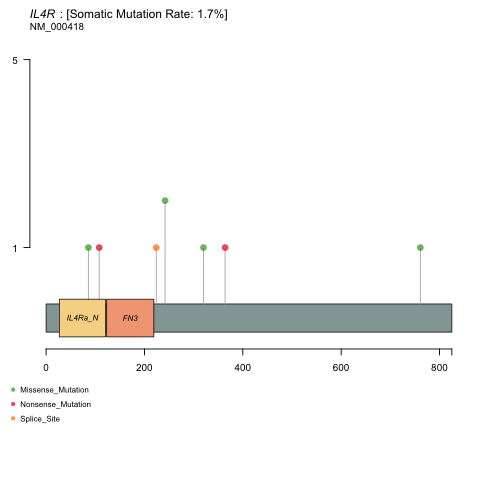 IL4R : [Somatic Mutation Rate: 1.7%]
NM_000418
5
1
IL4Ra_N
FN3
0 200 400 600 800
Missense_Mutation
Nonsense_Mutation
Splice_Site